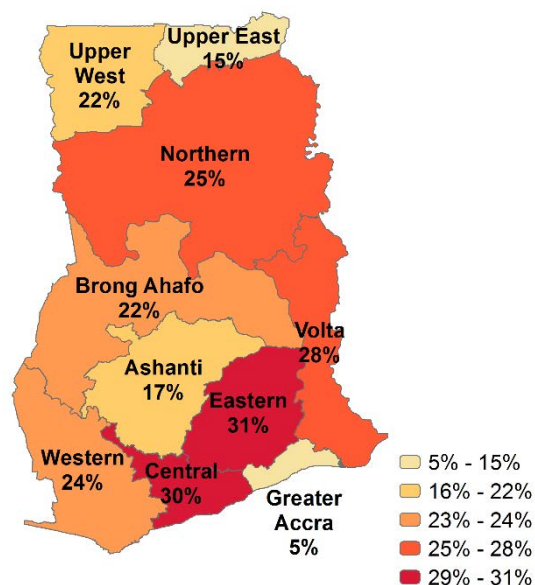 Upper East
15%
Upper
West
22%
Northern
25%
Brong Ahafo
22%
Volta
28%
Ashanti
17%
Eastern
31%
Western
24%
Central
30%
Greater
Accra
5%
5% - 15%
16% - 22%
23% - 24%
25% - 28%
29% - 31%